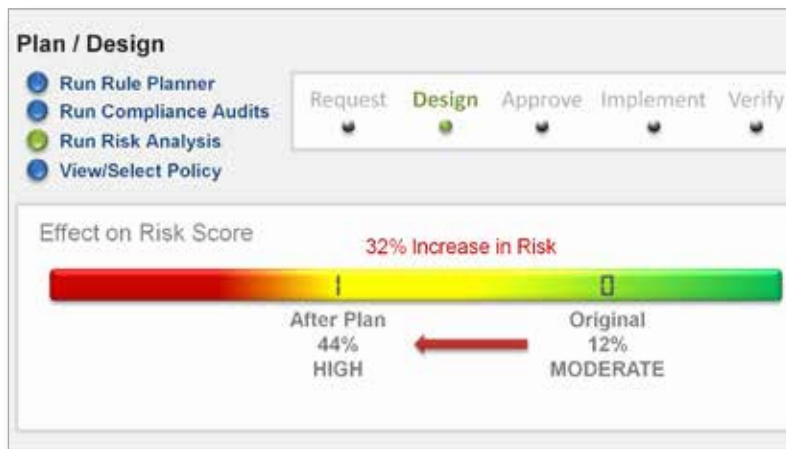 Plan / Design
Run Rule Planner
Run Compliance Audits
Run Risk Analysis
View/Select Policy
Request Design Approve Implement Verify
Effect on Risk Score
32% Increase in Risk
After Plan
44%
HIGH
Original
12%
MODERATE